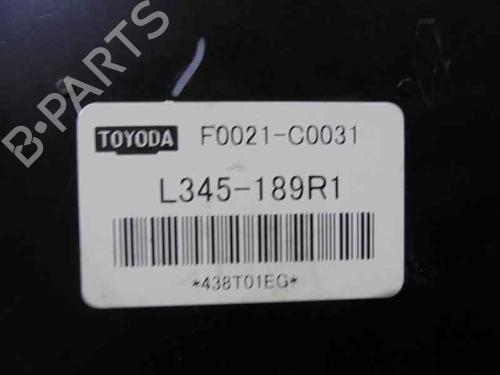 B-PARTS
TOYODA F0021-C0031
L345-189R1
*438T01EG*